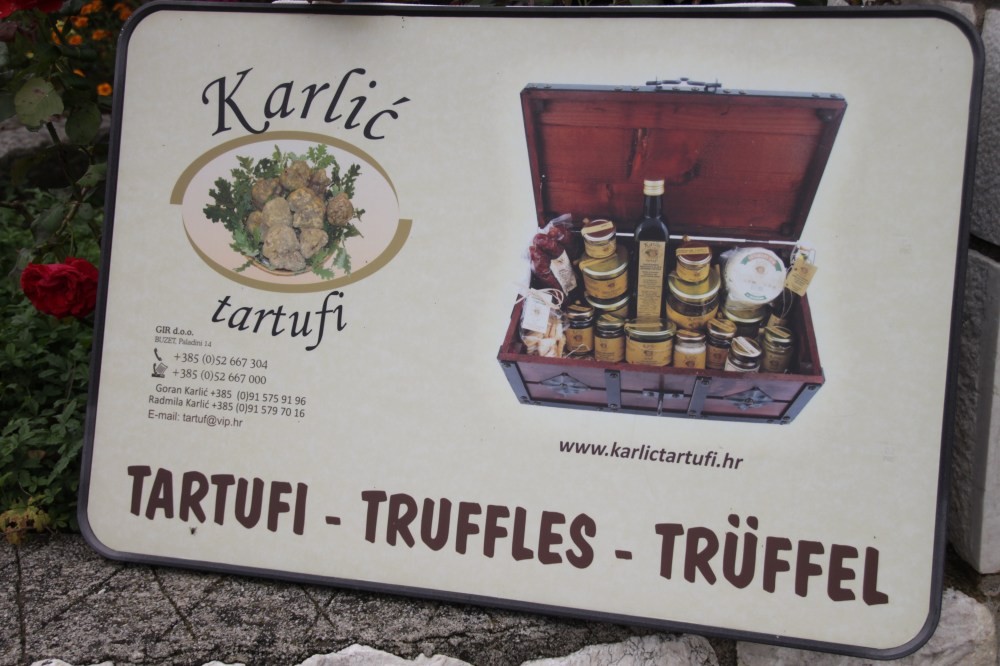 Karlić
tartufi
GIR d.o.o.
BUZET, Paladini 14
+385 (0)52 667 304
+385 (0)52 667 000
Goran Karlić +385 (0)91 575 91 96
Radmila Karlić +385 (0)91 579 70 16
E-mail: tartuf@vip.hr
www.karlictartufi.hr
TARTUFI - TRUFFLES - TRÜFFEL